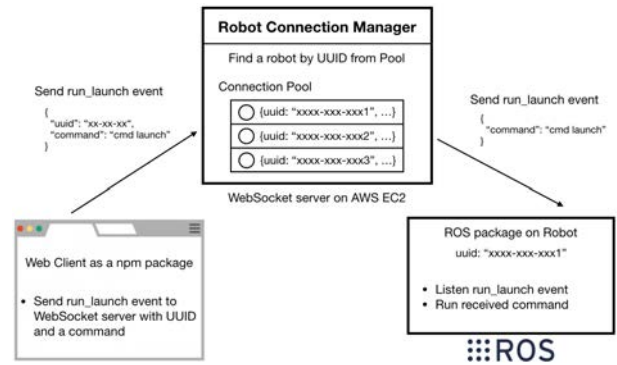 Robot Connection Manager
Find a robot by UUID from Pool
Connection Pool
{uuid: “xxxx-xxx-xxx1”, ...}
{uuid: “xxxx-xxx-xxx2”, ...}
{uuid: “xxxx-xxx-xxx3”, ...}
WebSocket server on AWS EC2
Send run_launch event
{
“uuid”: “xx-xx-xx”,
“command”: “cmd launch”
}
Send run_launch event
{
“command”: “cmd launch”
}
Web Client as a npm package
• Send run_launch event to
WebSocket server with UUID
and a command
ROS package on Robot
uuid: “xxxx-xxx-xxx1”
• Listen run_launch event
• Run received command
ROS